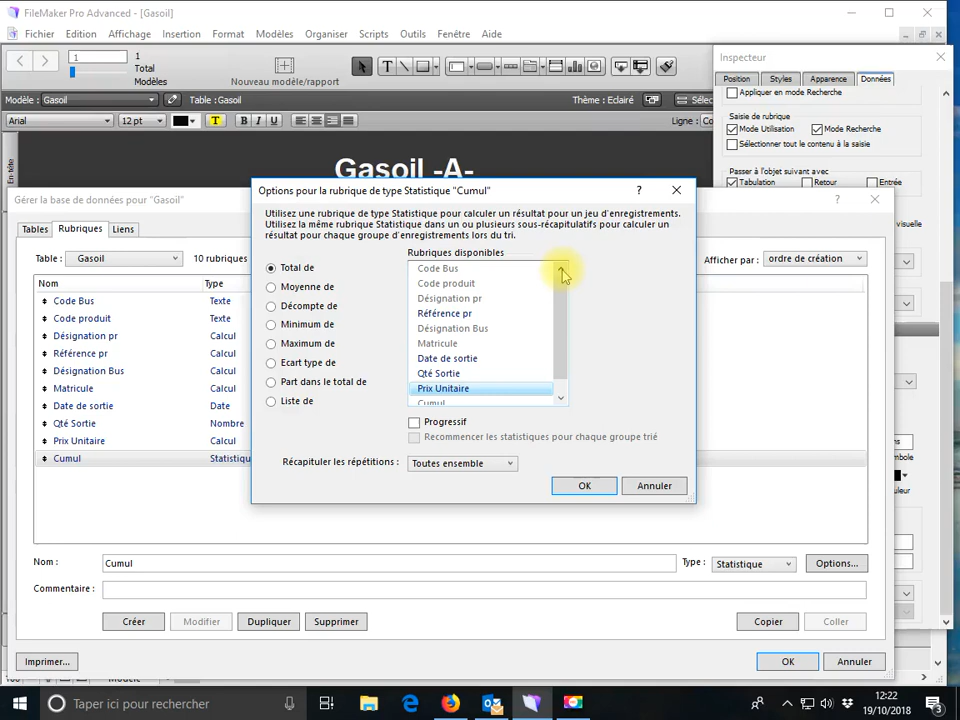 FileMaker Pro Advanced - [Gasoil]
Fichier Edition Affichage Insertion Format Modèles Organiser Scripts Outils Fenêtre Aide
1 1
Total
Modèles
Nouveau modèle/rapport
Modèle : Gasoil Table :Gasoil Thème : Eclairé Sélec
Arial 12 pt B I U Ligne : Co
En-tête
Gasoil -A-
Inspecteur
Position Styles Apparence Données
Appliquer en mode Recherche
Saisie de rubrique
Mode Utilisation Mode Recherche
Sélectionner tout le contenu à la saisie
Passer à l'objet suivant avec
Tabulation Retour Entrée
visuelle
Gérer la base de données pour "Gasoil"
Tables Rubriques Liens
Table : Gasoil 10 rubriques Afficher par : ordre de création
Nom Type
Code Bus Texte
Code produit Texte
Désignation pr Calcul
Référence pr Calcul
Désignation Bus Calcul
Matricule Calcul
Date de sortie Date
Qté Sortie Nombre
Prix Unitaire Calcul
Cumul Statistiqu
Options pour la rubrique de type Statistique "Cumul"
Utilisez une rubrique de type Statistique pour calculer un résultat pour un jeu d'enregistrements.
Utilisez la même rubrique Statistique dans un ou plusieurs sous-récapitulatifs pour calculer un
résultat pour chaque groupe d'enregistrements lors du tri.
Rubriques disponibles
Total de
Moyenne de
Décompte de
Minimum de
Maximum de
Ecart type de
Part dans le total de
Liste de
Code Bus
Code produit
Désignation pr
Référence pr
Désignation Bus
Matricule
Date de sortie
Qté Sortie
Prix Unitaire
Cumul
Progressif
Recommencer les statistiques pour chaque groupe trié
Récapituler les répétitions : Toutes ensemble
OK Annuler
Nom : Cumul Type : Statistique Options...
Commentaire :
Créer Modifier Dupliquer Supprimer Copier Coller
Imprimer... OK Annuler
Taper ici pour rechercher
12:22
19/10/2018
3